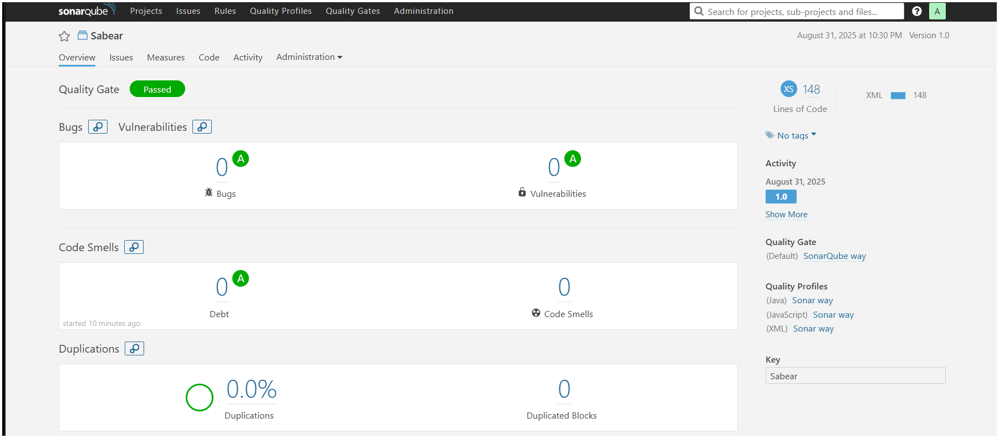 sonarqube Projects Issues Rules Quality Profiles Quality Gates Administration Search for projects, sub-projects and files... ? A
Sabear August 31, 2025 at 10:30 PM Version 1.0
Overview Issues Measures Code Activity Administration
Quality Gate Passed
Bugs Vulnerabilities
0 A
Bugs
0 A
Vulnerabilities
Code Smells
0 A
Debt
started 10 minutes ago
0
Code Smells
Duplications
0.0%
Duplications
0
Duplicated Blocks
XS 148
Lines of Code
XML 148
No tags
Activity
August 31, 2025
1.0
Show More
Quality Gate
(Default) SonarQube way
Quality Profiles
(Java) Sonar way
(JavaScript) Sonar way
(XML) Sonar way
Key
Sabear